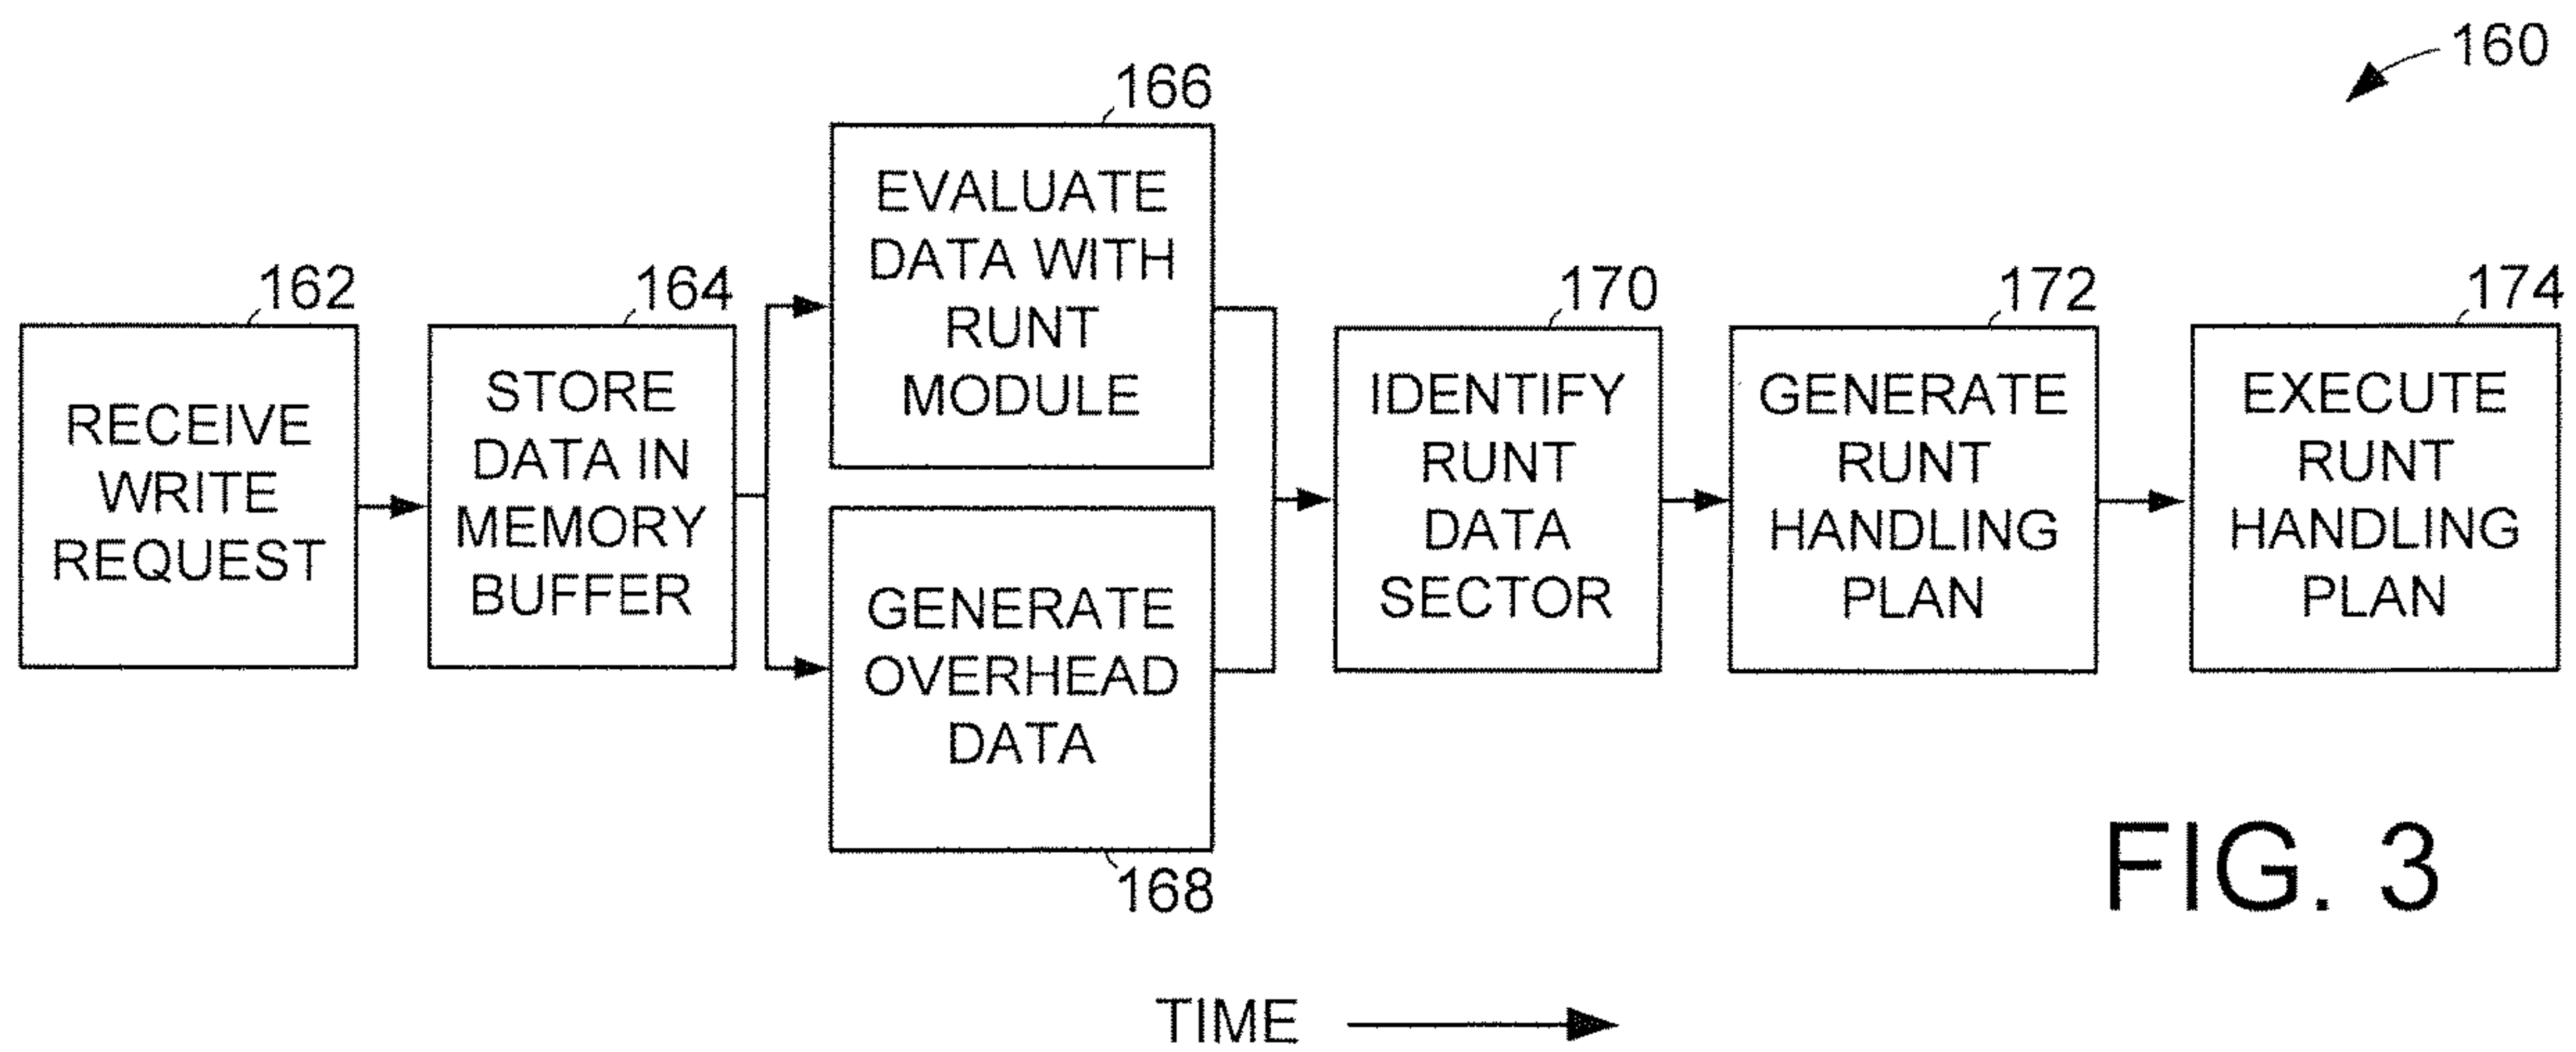 160
162
RECEIVE
WRITE
REQUEST
164
STORE
DATA IN
MEMORY
BUFFER
166
EVALUATE
DATA WITH
RUNT
MODULE
GENERATE
OVERHEAD
DATA
168
170
IDENTIFY
RUNT
DATA
SECTOR
172
GENERATE
RUNT
HANDLING
PLAN
174
EXECUTE
RUNT
HANDLING
PLAN
FIG. 3
TIME